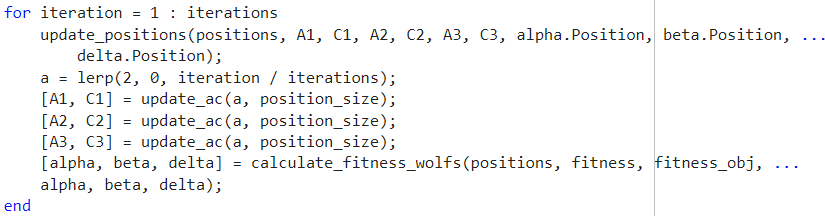 for iteration = 1 : iterations
    update_positions(positions, A1, C1, A2, C2, A3, C3, alpha.Position, beta.Position, ...
        delta.Position);
    a = lerp(2, 0, iteration / iterations);
    [A1, C1] = update_ac(a, position_size);
    [A2, C2] = update_ac(a, position_size);
    [A3, C3] = update_ac(a, position_size);
    [alpha, beta, delta] = calculate_fitness_wolfs(positions, fitness, fitness_obj, ...
    alpha, beta, delta);
end